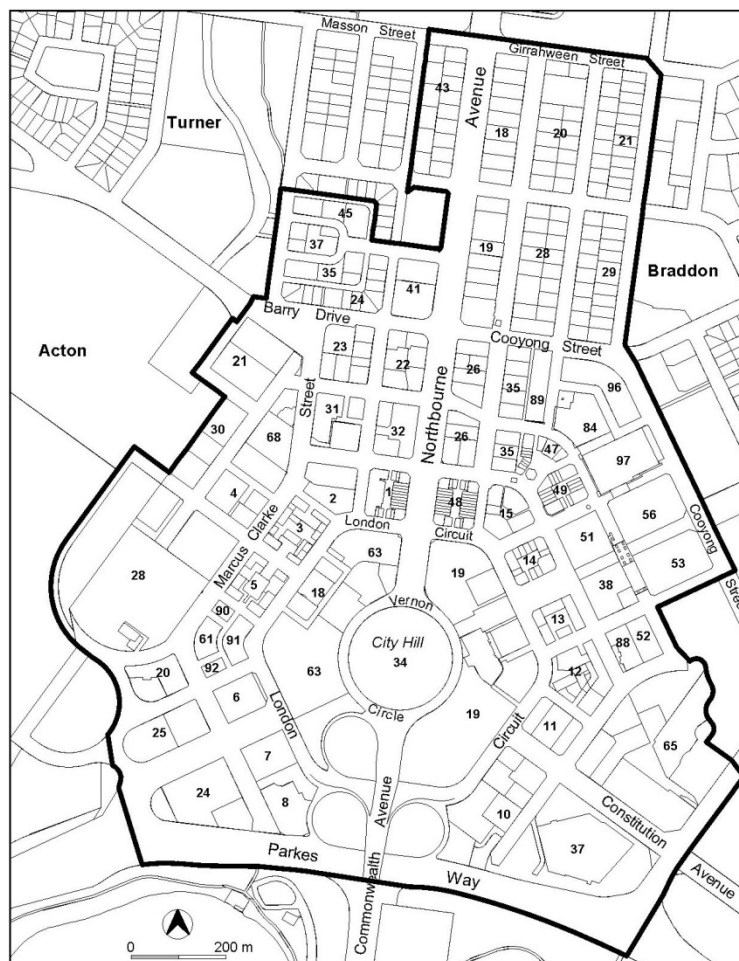 Masson Street
Girrahween Street
43
Avenue
Turner
18
20
21
45
37
19
28
29
35
41
24
Braddon
Barry Drive
Cooyong Street
Acton
23
22
26
35
89
96
21
Street
Northbourne
31
32
84
30
68
26
35
47
97
4
2
1
48
49
15
56
Marcus Clarke
3
London Circuit
51
Cooyong Street
63
14
53
28
5
18
19
38
90
Vernon
13
61
91
City Hill
88
52
92
34
20
63
12
6
Circle
19
11
London
Circuit
65
25
7
Avenue
24
8
10
Constitution
37
Parkes Way
Avenue
Commonwealth
0 200 m